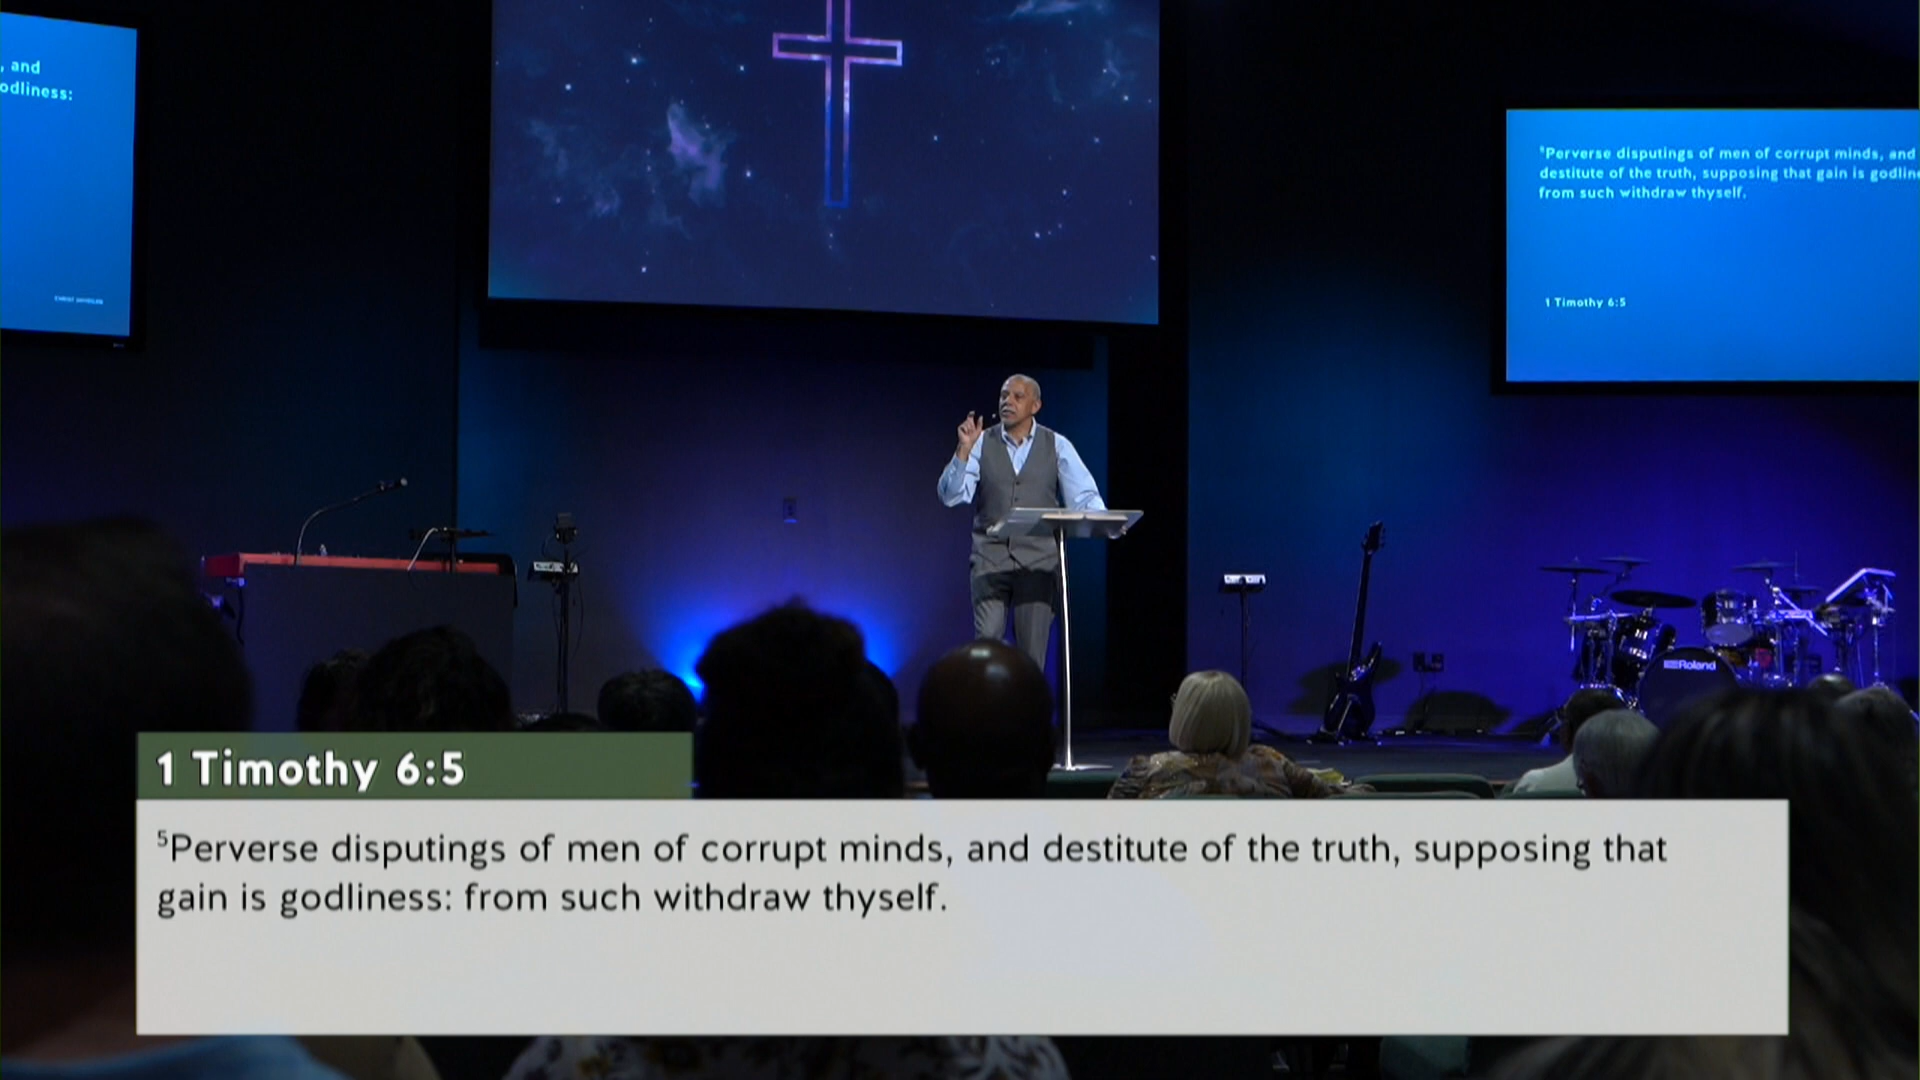 , and
odliness:
⁵Perverse disputings of men of corrupt minds, and
destitute of the truth, supposing that gain is godline
from such withdraw thyself.
1 Timothy 6:5
Roland
1 Timothy 6:5
⁵Perverse disputings of men of corrupt minds, and destitute of the truth, supposing that
gain is godliness: from such withdraw thyself.